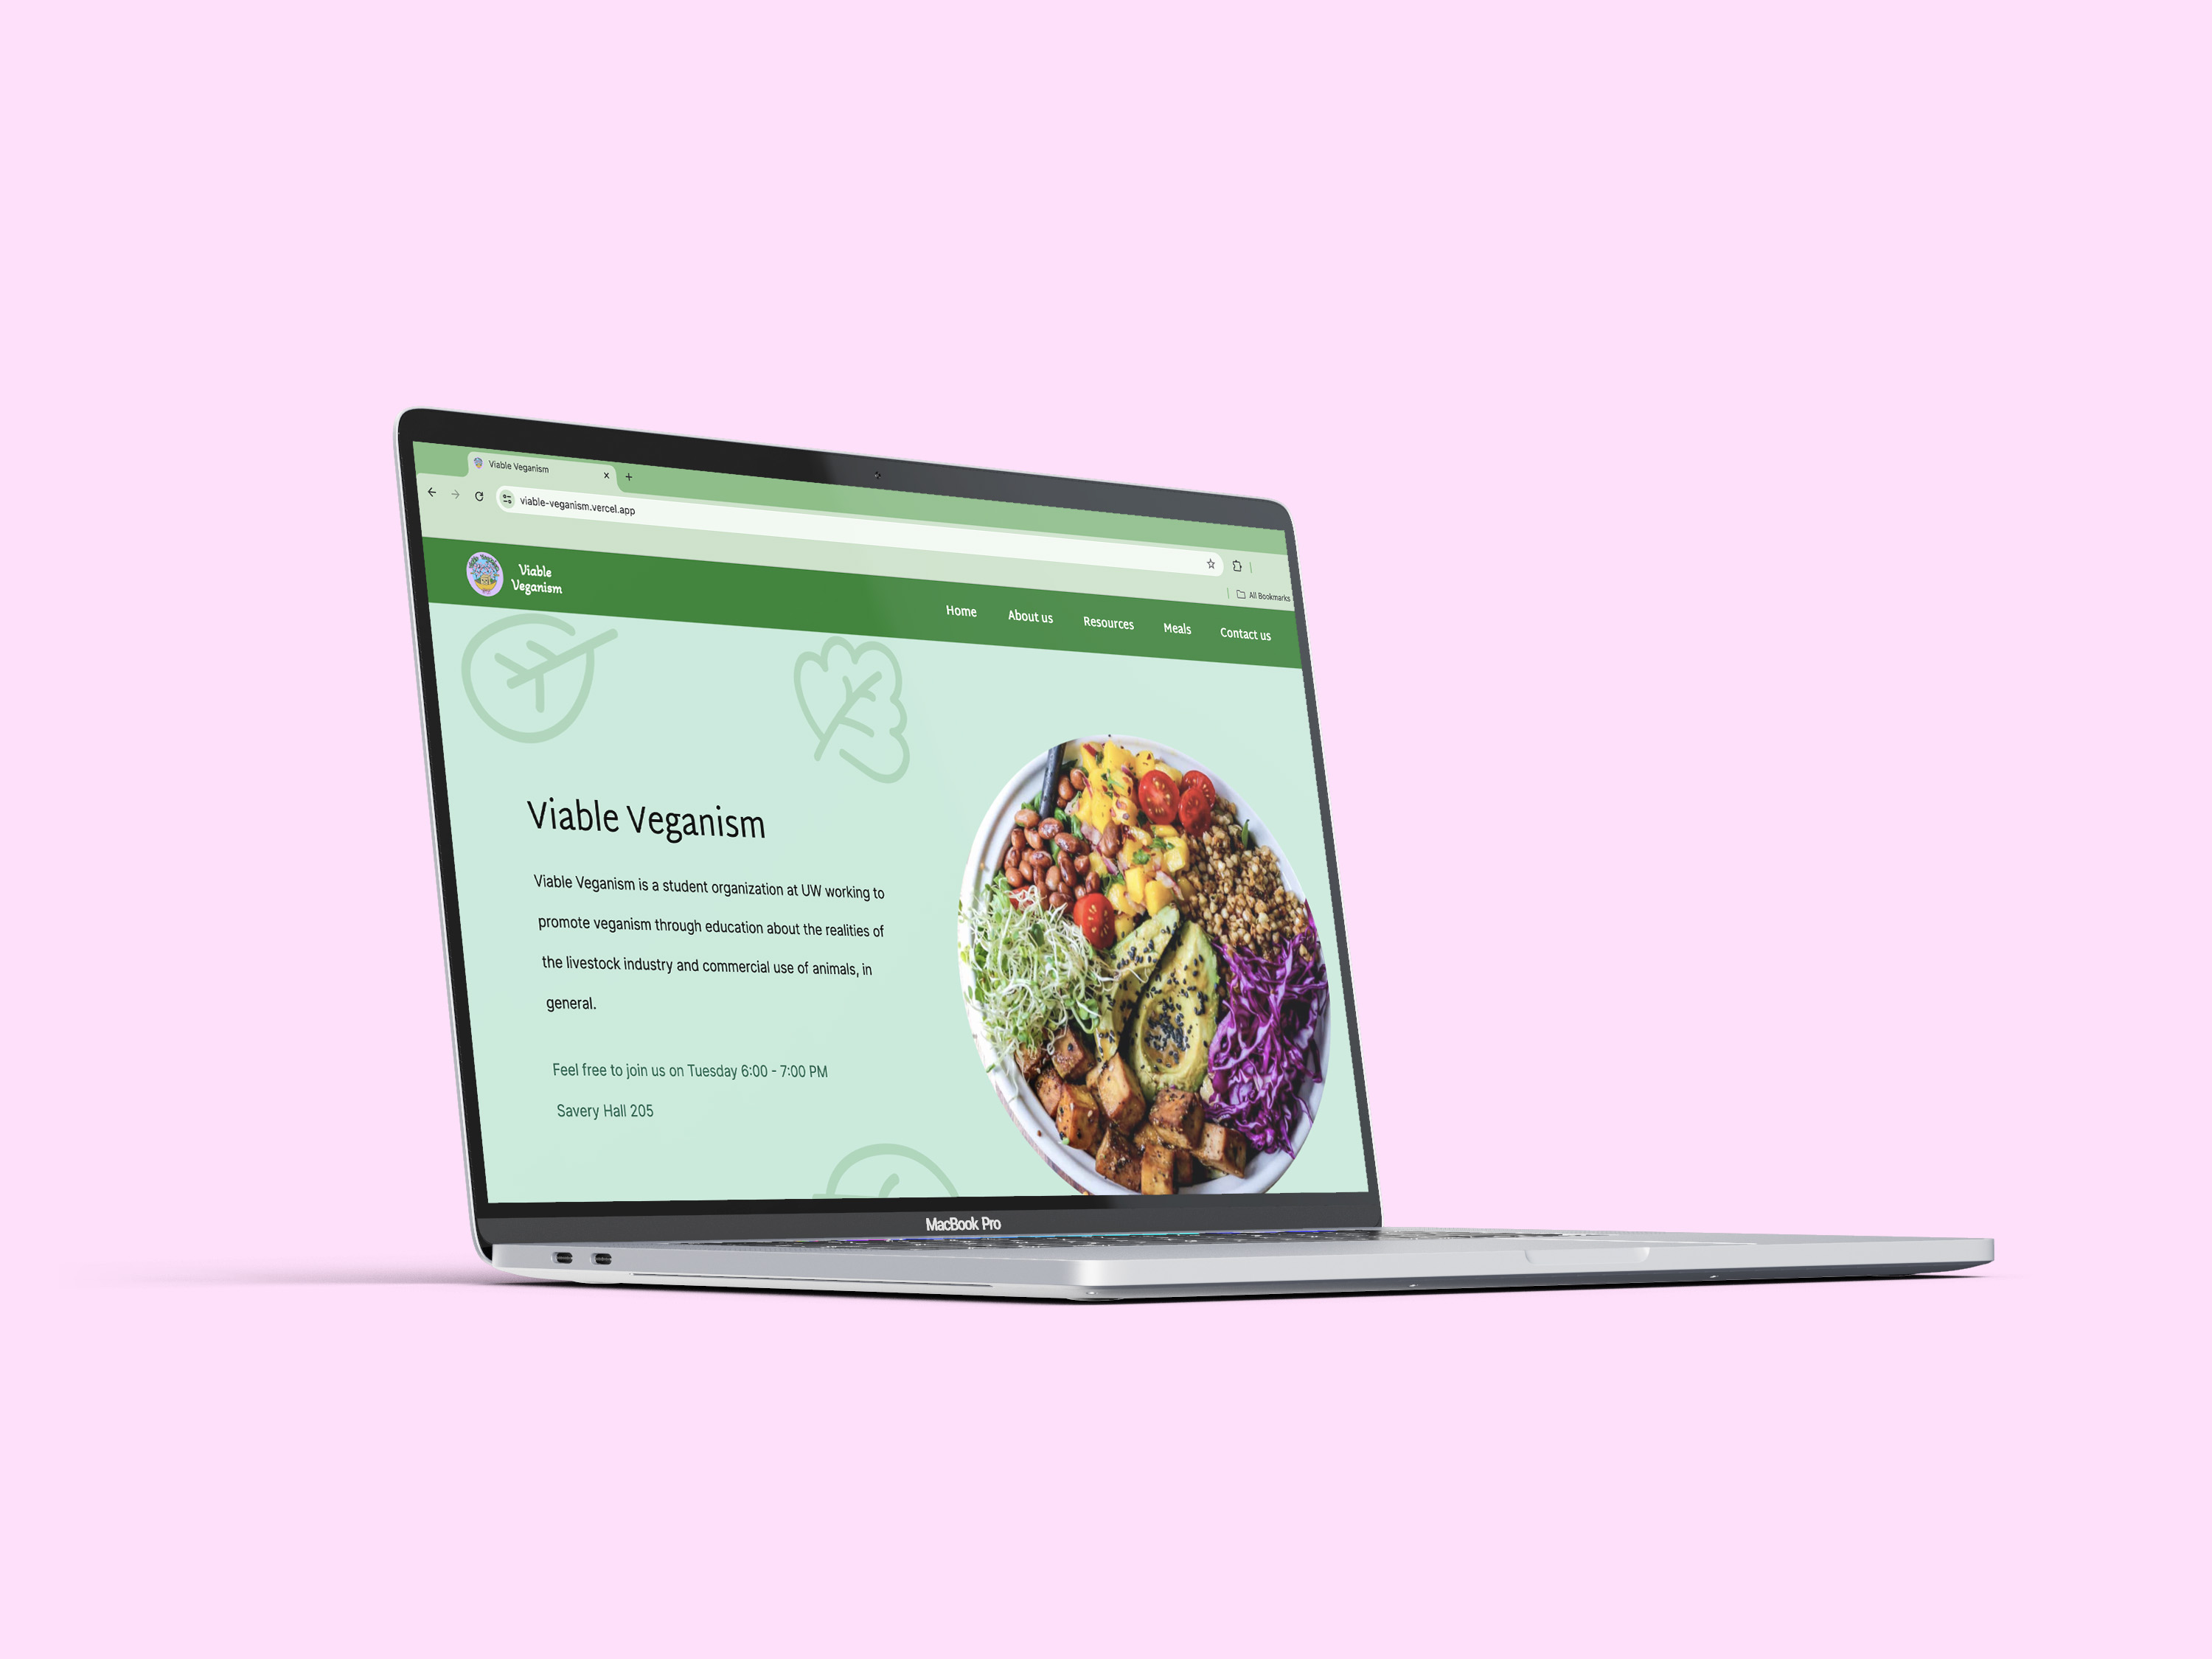 Viable Veganism
viable-veganism.vercel.app
All Bookmarks
Viable
Veganism
Home
About us
Resources
Meals
Contact us
Viable Veganism
Viable Veganism is a student organization at UW working to
promote veganism through education about the realities of
the livestock industry and commercial use of animals, in
general.
Feel free to join us on Tuesday 6:00 - 7:00 PM
Savery Hall 205
MacBook Pro